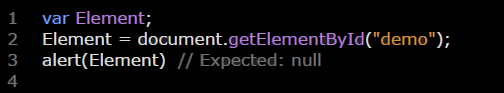 1 var Element;
2 Element = document.getElementById("demo");
3 alert(Element) // Expected: null
4